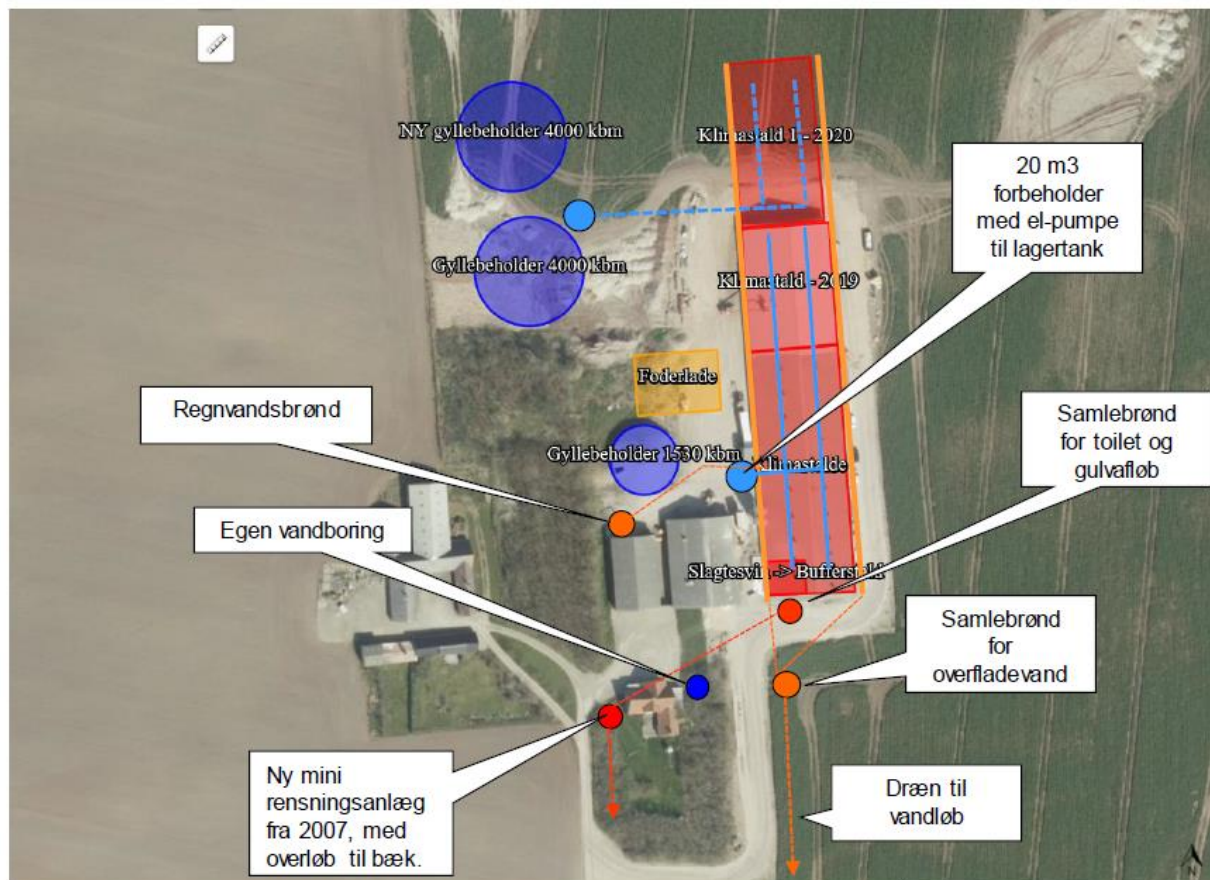 NY gyllebeholder 4000 kbm
Klimastald 1 - 2020
20 m3
forbeholder
med el-pumpe
til lagertank
Gyllebeholder 4000 kbm
Klimastald - 2019
Foderlade
Regnvandsbrønd
Gyllebeholder 1530 kbm
Klimastalde
Samlebrønd
for toilet og
gulvafløb
Egen vandboring
Slagtesvin -> Bufferstald
Samlebrønd
for
overfladevand
Ny mini
rensningsanlæg
fra 2007, med
overløb til bæk.
Dræn til
vandløb
N